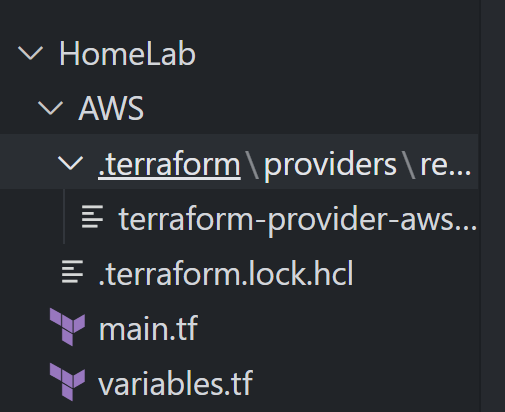 HomeLab
AWS
.terraform\providers\re...
terraform-provider-aws...
.terraform.lock.hcl
main.tf
variables.tf